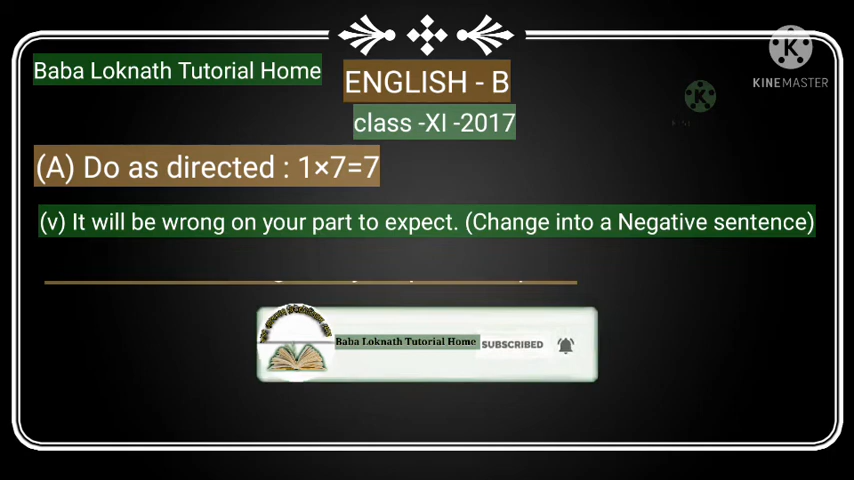 Baba Loknath Tutorial Home
ENGLISH - B
KINEMASTER
class -XI -2017
(A) Do as directed : 1×7=7
(v) It will be wrong on your part to expect. (Change into a Negative sentence)
Baba Loknath Tutorial Home SUBSCRIBED